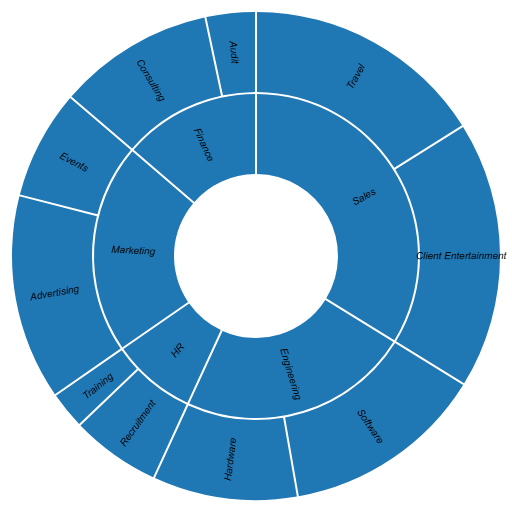 Audit
Travel
Consulting
Finance
Events
Sales
Marketing
Client Entertainment
Advertising
HR
Engineering
Training
Recruitment
Software
Hardware